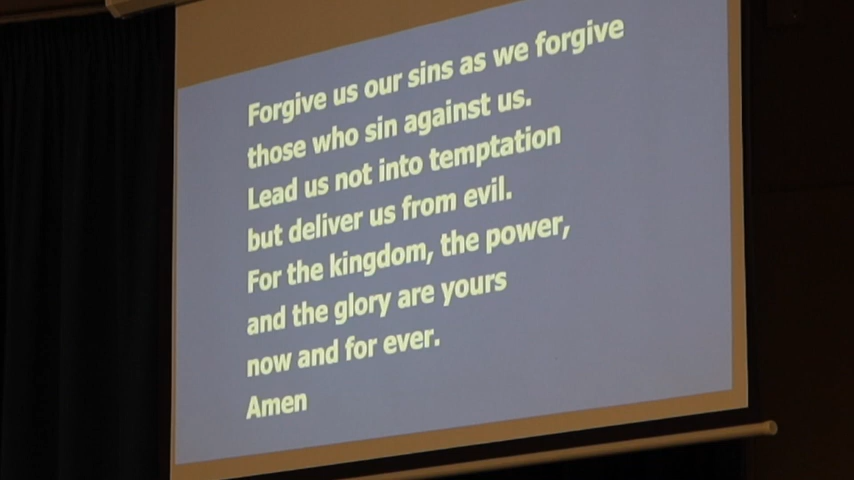 Forgive us our sins as we forgive
those who sin against us.
Lead us not into temptation
but deliver us from evil.
For the kingdom, the power,
and the glory are yours
now and for ever.
Amen